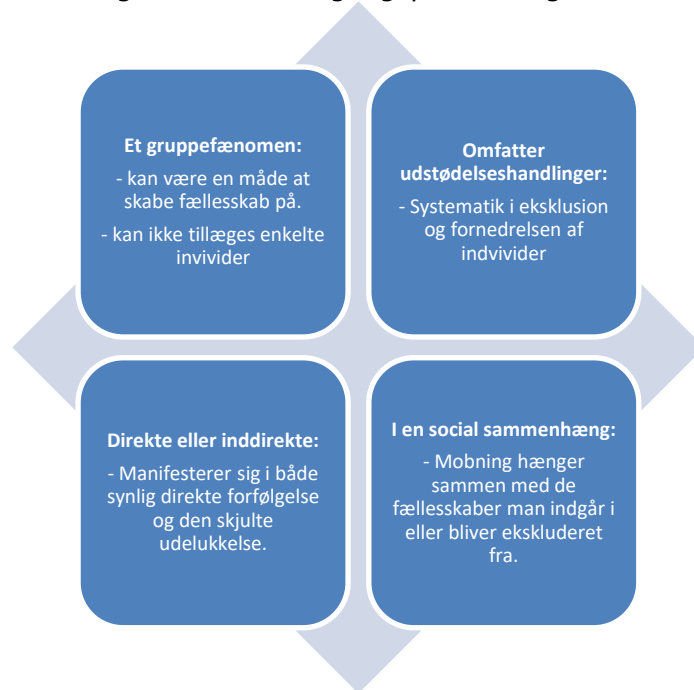 Et gruppefænomen:
- kan være en måde at
skabe fællesskab på.
- kan ikke tillæges enkelte
invivider
Omfatter
udstødelseshandlinger:
- Systematik i eksklusion
og fornedrelsen af
indvivider
Direkte eller inddirekte:
- Manifesterer sig i både
synlig direkte forfølgelse
og den skjulte
udelukkelse.
I en social sammenhæng:
- Mobning hænger
sammen med de
fællesskaber man indgår i
eller bliver ekskluderet
fra.